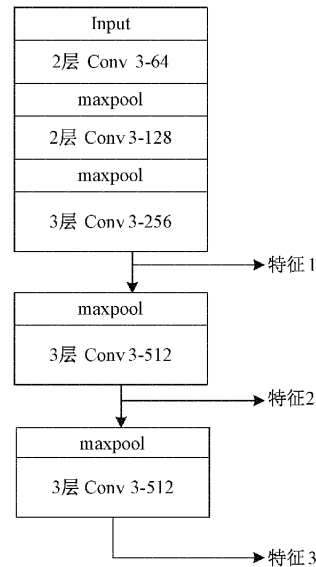 Input
2层 Conv 3-64
maxpool
2层 Conv 3-128
maxpool
3层 Conv 3-256
特征1
maxpool
3层 Conv 3-512
特征2
maxpool
3层 Conv 3-512
特征3